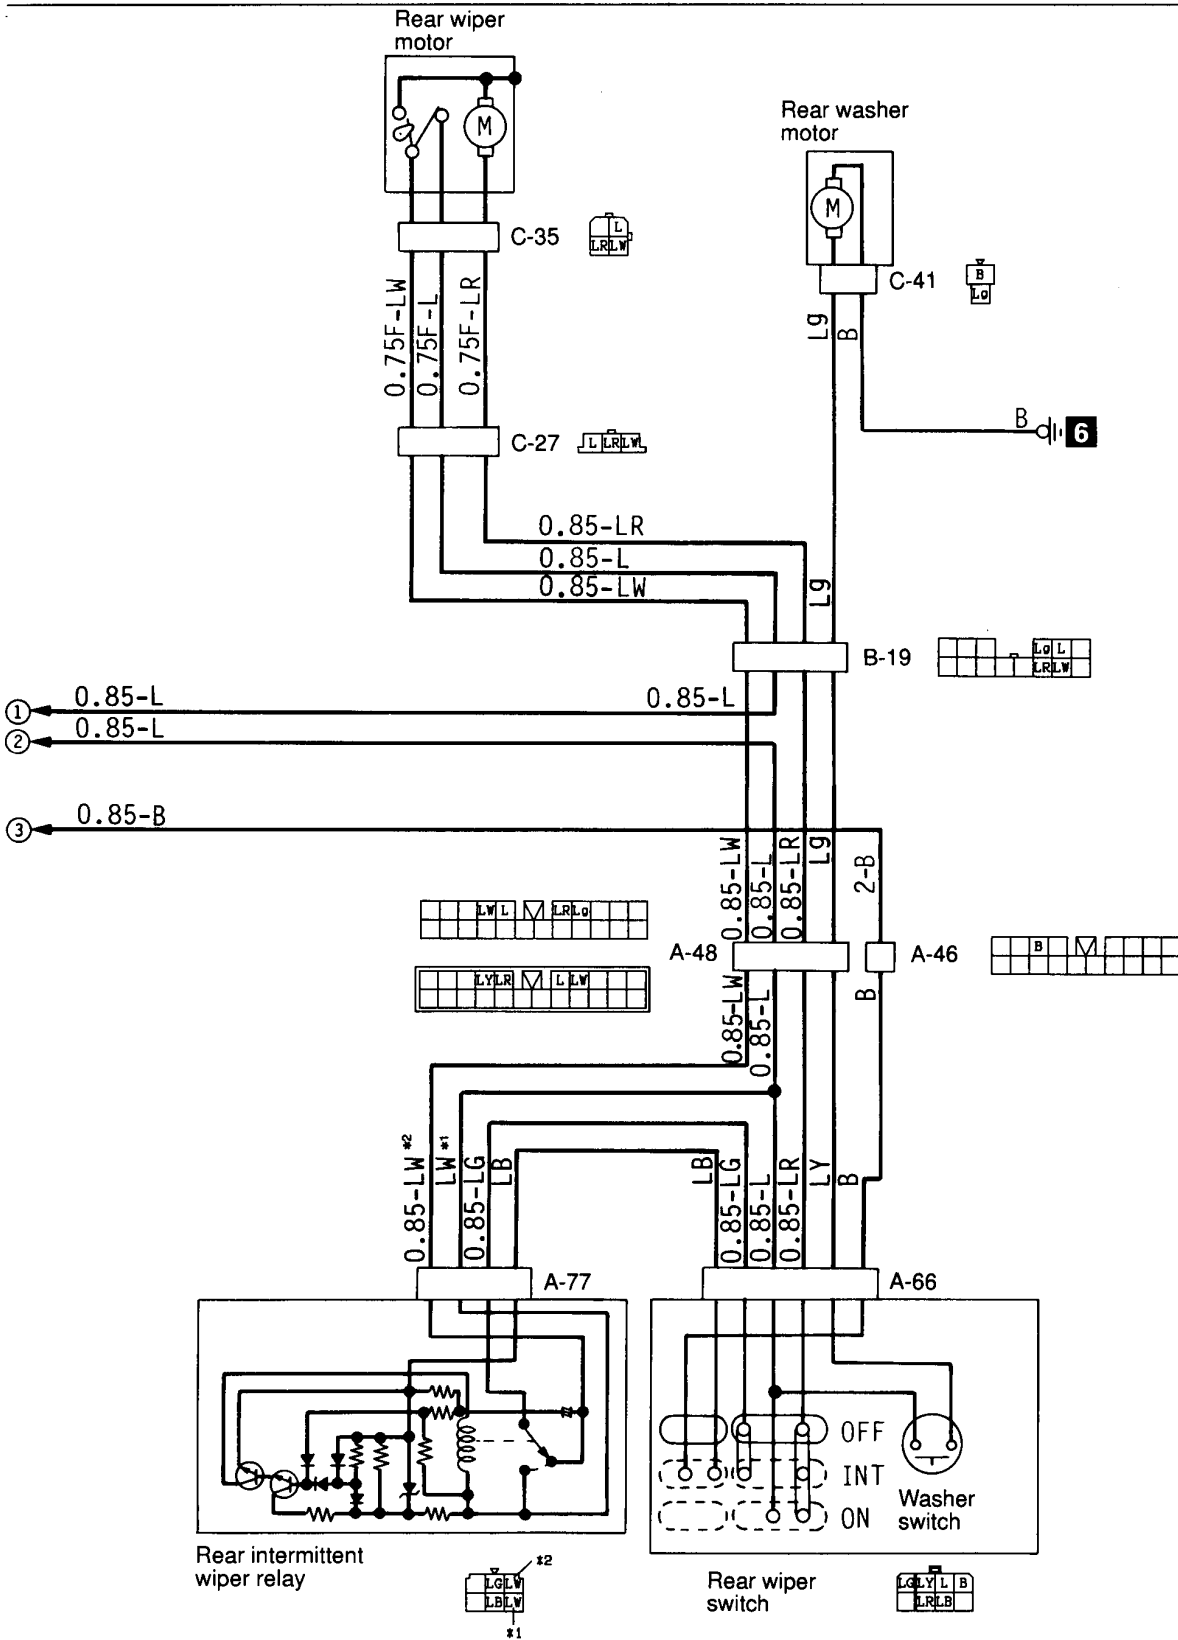 Rear wiper
motor
M
Rear washer
motor
M
C-35
L
LR LW
C-41
B
Lg
0.75F-LW
0.75F-L
0.75F-LR
Lg
B
B
6
C-27
L LR LW
0.85-LR
0.85-L
0.85-LW
Lg
B-19
Lg L
LR LW
1
0.85-L
0.85-L
2
0.85-L
3
0.85-B
0.85-LW
0.85-L
0.85-LR
Lg
2-B
LW L LR Lg
A-48
A-46
B
LY LR L LW
0.85-LW
0.85-L
B
0.85-LW *2
LW *1
0.85-LG
LB
LB
0.85-LG
0.85-L
0.85-LR
LY
B
A-77
A-66
OFF
INT
ON
Washer
switch
Rear intermittent
wiper relay
*2
LG LW
LB LW
*1
Rear wiper
switch
LG LY L B
LR LB